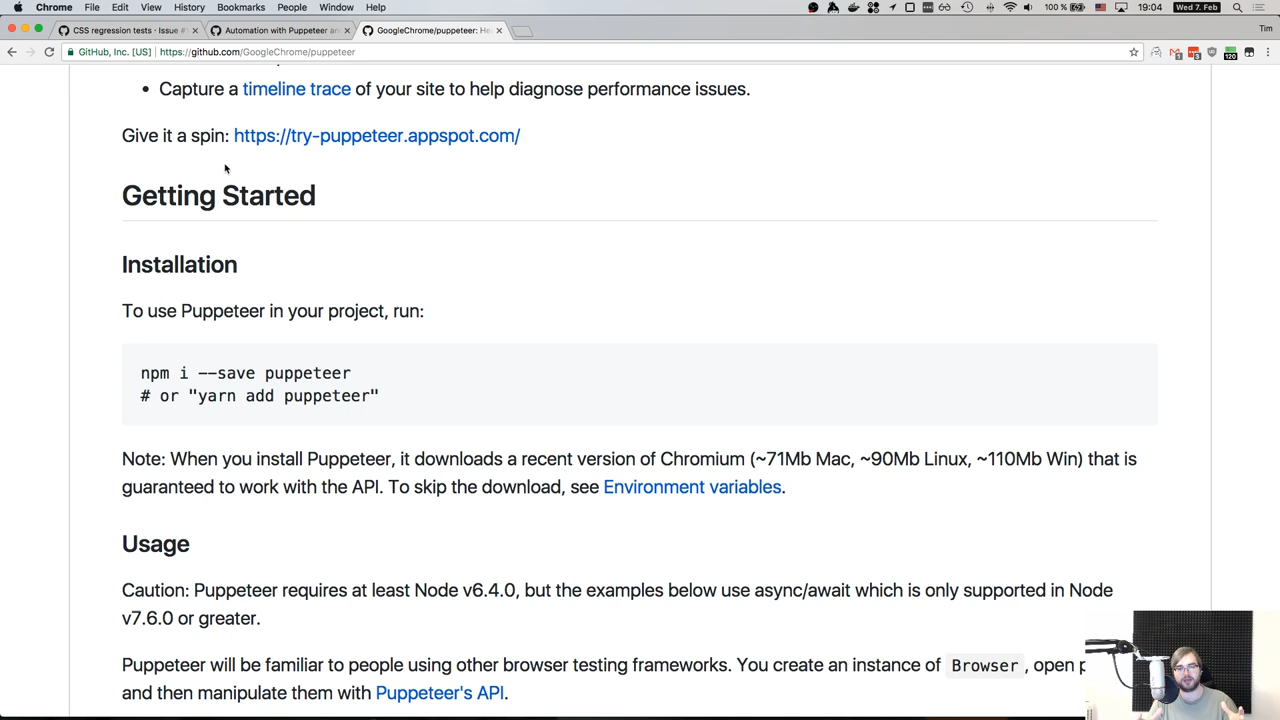 Chrome File Edit View History Bookmarks People Window Help 100 % 19:04 Wed 7. Feb
CSS regression tests · Issue # Automation with Puppeteer an GoogleChrome/puppeteer: He Tim
GitHub, Inc. [US] https://github.com/GoogleChrome/puppeteer
• Capture a timeline trace of your site to help diagnose performance issues.
Give it a spin: https://try-puppeteer.appspot.com/
Getting Started
Installation
To use Puppeteer in your project, run:
npm i --save puppeteer
# or "yarn add puppeteer"
Note: When you install Puppeteer, it downloads a recent version of Chromium (~71Mb Mac, ~90Mb Linux, ~110Mb Win) that is
guaranteed to work with the API. To skip the download, see Environment variables.
Usage
Caution: Puppeteer requires at least Node v6.4.0, but the examples below use async/await which is only supported in Node
v7.6.0 or greater.
Puppeteer will be familiar to people using other browser testing frameworks. You create an instance of Browser, open p
and then manipulate them with Puppeteer's API.